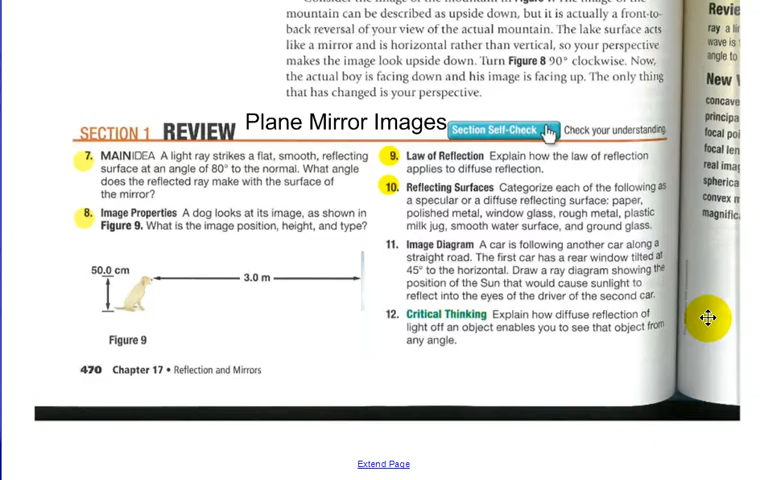 mountain can be described as upside down, but it is actually a front-to-
back reversal of your view of the actual mountain. The lake surface acts
like a mirror and is horizontal rather than vertical, so your perspective
makes the image look upside down. Turn Figure 8 90° clockwise. Now,
the actual boy is facing down and his image is facing up. The only thing
that has changed is your perspective.
SECTION 1 REVIEW Plane Mirror Images Section Self-Check Check your understanding.
7. MAINIDEA A light ray strikes a flat, smooth, reflecting
surface at an angle of 80° to the normal. What angle
does the reflected ray make with the surface of
the mirror?
8. Image Properties A dog looks at its image, as shown in
Figure 9. What is the image position, height, and type?
50.0 cm
3.0 m
Figure 9
9. Law of Reflection Explain how the law of reflection
applies to diffuse reflection.
10. Reflecting Surfaces Categorize each of the following as
a specular or a diffuse reflecting surface: paper,
polished metal, window glass, rough metal, plastic
milk jug, smooth water surface, and ground glass.
11. Image Diagram A car is following another car along a
straight road. The first car has a rear window tilted at
45° to the horizontal. Draw a ray diagram showing the
position of the Sun that would cause sunlight to
reflect into the eyes of the driver of the second car.
12. Critical Thinking Explain how diffuse reflection of
light off an object enables you to see that object from
any angle.
470 Chapter 17 • Reflection and Mirrors
ray a
wave is
angle to
New
focal
real
Extend Page